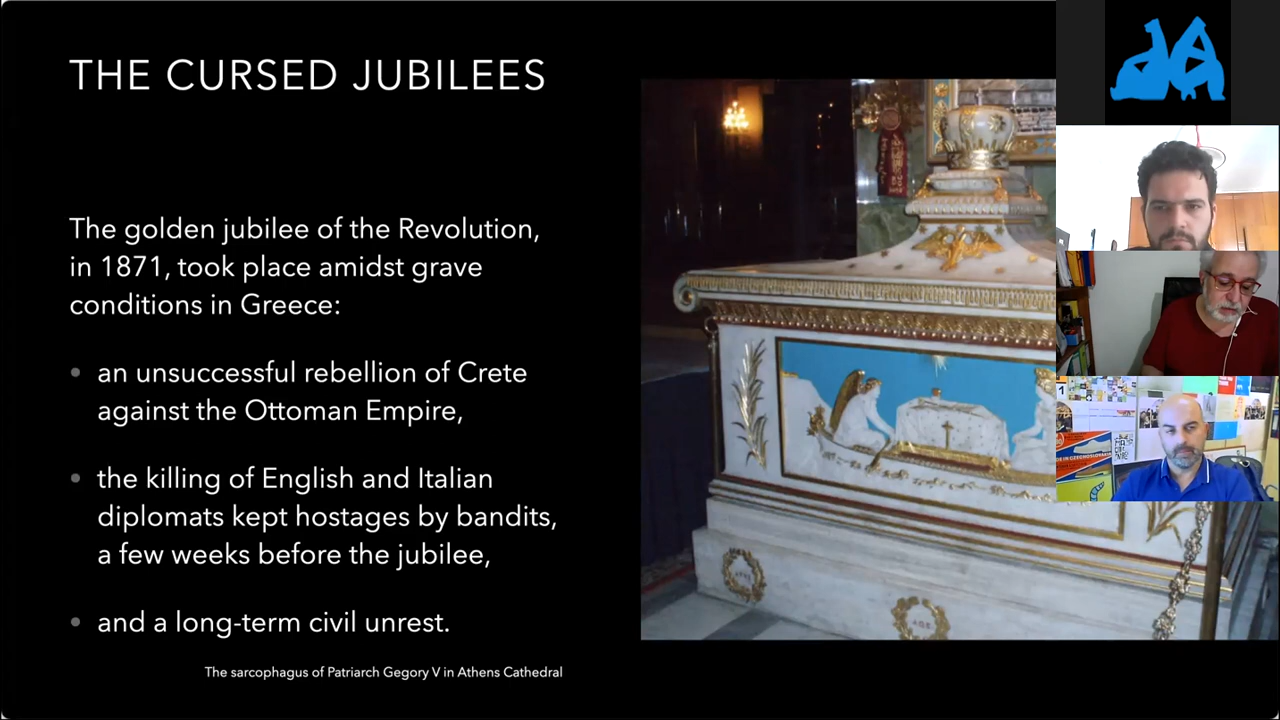 THE CURSED JUBILEES
The golden jubilee of the Revolution,
in 1871, took place amidst grave
conditions in Greece:
• an unsuccessful rebellion of Crete
against the Ottoman Empire,
• the killing of English and Italian
diplomats kept hostages by bandits,
a few weeks before the jubilee,
• and a long-term civil unrest.
The sarcophagus of Patriarch Gegory V in Athens Cathedral